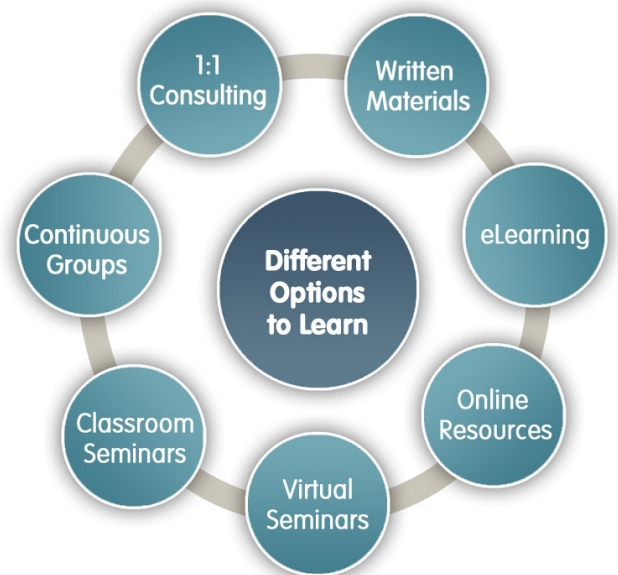 1:1
Consulting
Written
Materials
eLearning
Online
Resources
Virtual
Seminars
Classroom
Seminars
Continuous
Groups
Different
Options
to Learn